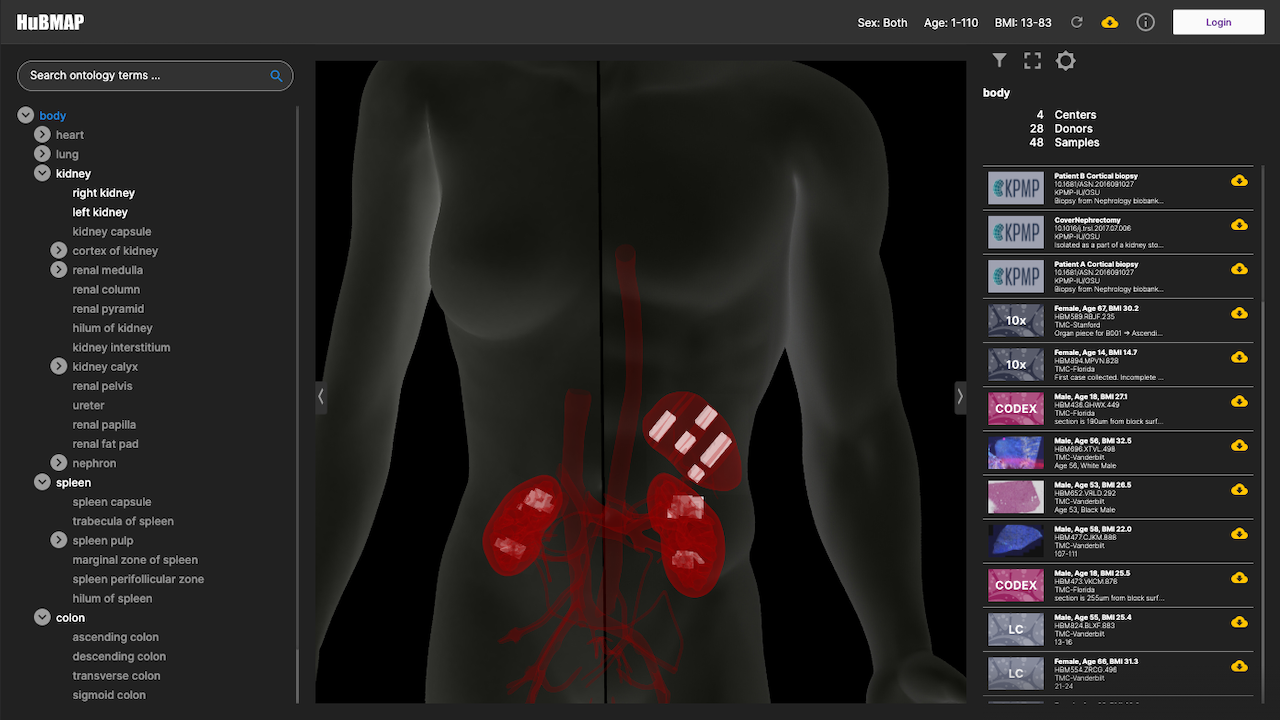 HuBMAP
Sex: Both
Age: 1-110
BMI: 13-83
Login
Search ontology terms ...
body
heart
lung
kidney
right kidney
left kidney
kidney capsule
cortex of kidney
renal medulla
renal column
renal pyramid
hilum of kidney
kidney interstitium
kidney calyx
renal pelvis
ureter
renal papilla
renal fat pad
nephron
spleen
spleen capsule
trabecula of spleen
spleen pulp
marginal zone of spleen
spleen perifollicular zone
hilum of spleen
colon
ascending colon
descending colon
transverse colon
sigmoid colon
body
4 Centers
28 Donors
48 Samples
KPMP
Patient B Cortical biopsy
10.1681/ASN.2016091027
KPMP-IU/OSU
Biopsy from Nephrology biobank...
KPMP
CoverNephrectomy
10.1016/j.trsl.2017.07.006
KPMP-IU/OSU
Isolated as a part of a kidney sto...
KPMP
Patient A Cortical biopsy
10.1681/ASN.2016091027
KPMP-IU/OSU
Biopsy from Nephrology biobank...
10x
Female, Age 67, BMI 30.2
HBM589.RBJF.235
TMC-Stanford
Organ piece for B001 → Ascendi...
10x
Female, Age 14, BMI 14.7
HBM894.MPVN.828
TMC-Florida
First case collected. Incomplete ...
CODEX
Male, Age 18, BMI 27.1
HBM436.GHWX.449
TMC-Florida
section is 190um from block surf...
Male, Age 56, BMI 32.5
HBM696.XTVL.498
TMC-Vanderbilt
Age 56, White Male
Male, Age 53, BMI 26.5
HBM652.VRLD.292
TMC-Vanderbilt
Age 53, Black Male
Male, Age 58, BMI 22.0
HBM477.CJKM.888
TMC-Vanderbilt
107-111
CODEX
Male, Age 18, BMI 25.5
HBM473.VKCM.876
TMC-Florida
section is 255um from block surf...
LC
Male, Age 55, BMI 25.4
HBM824.BLXF.883
TMC-Vanderbilt
13-16
LC
Female, Age 66, BMI 31.3
HBM554.ZRCG.496
TMC-Vanderbilt
21-24